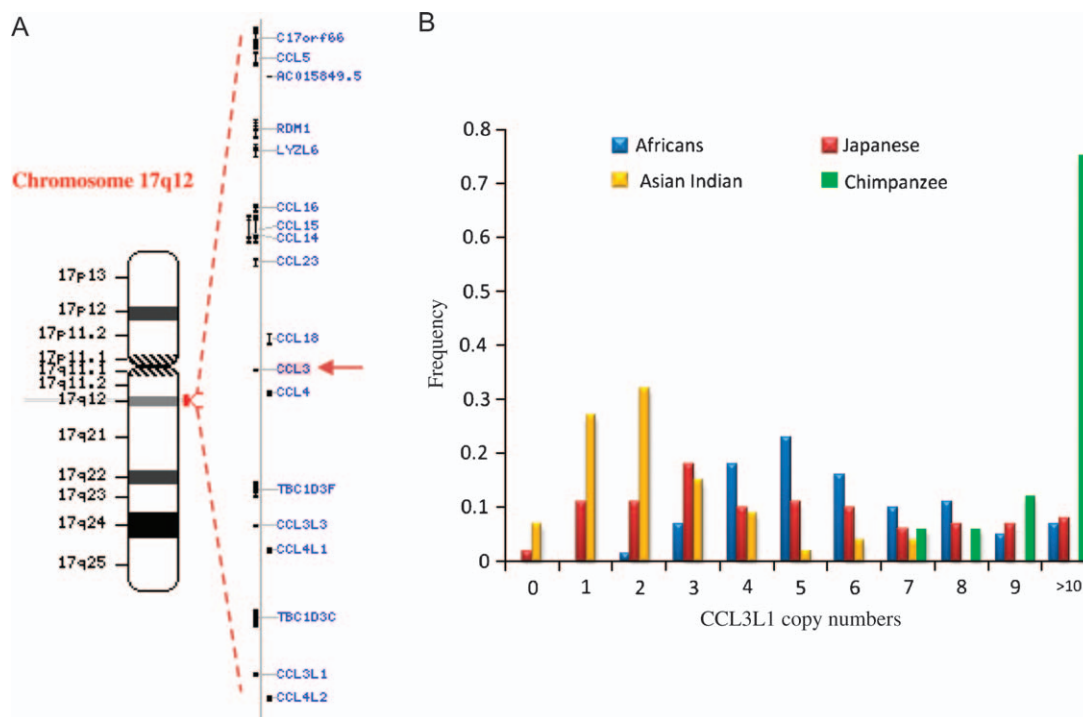 A
Chromosome 17q12
17p13
17p12
17p11.2
17p11.1
17q11.1
17q11.2
17q12
17q21
17q22
17q23
17q24
17q25
C17orf66
CCL5
AC015849.5
RDM1
LYZL6
CCL16
CCL15
CCL14
CCL23
CCL18
CCL3
CCL4
TBC1D3F
CCL3L3
CCL4L1
TBC1D3C
CCL3L1
CCL4L2
B
Africans
Japanese
Asian Indian
Chimpanzee
Frequency
0.8
0.7
0.6
0.5
0.4
0.3
0.2
0.1
0
0 1 2 3 4 5 6 7 8 9 >10
CCL3L1 copy numbers